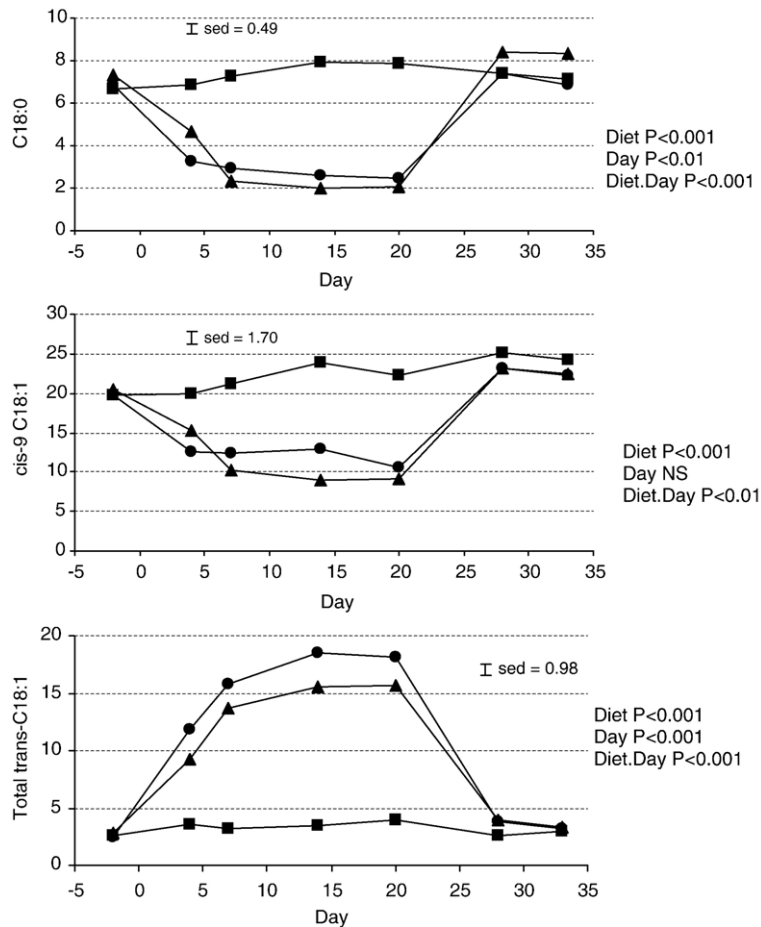 10
8
6
4
2
0
C18:0
sed = 0.49
-5 0 5 10 15 20 25 30 35
Day
Diet P<0.001
Day P<0.01
Diet.Day P<0.001
30
25
20
15
10
5
0
cis-9 C18:1
sed = 1.70
-5 0 5 10 15 20 25 30 35
Day
Diet P<0.001
Day NS
Diet.Day P<0.01
20
15
10
5
0
Total trans-C18:1
sed = 0.98
-5 0 5 10 15 20 25 30 35
Day
Diet P<0.001
Day P<0.001
Diet.Day P<0.001